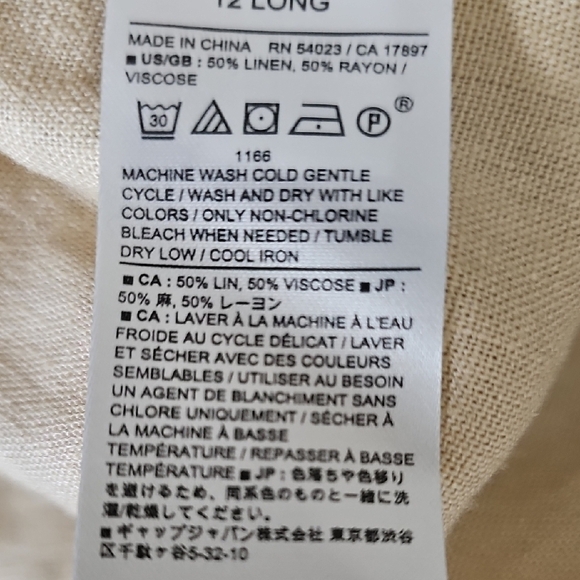 12 LONG
MADE IN CHINA RN 54023 / CA 17897
■ US/GB : 50% LINEN, 50% RAYON /
VISCOSE
30 P ®
1166
MACHINE WASH COLD GENTLE
CYCLE / WASH AND DRY WITH LIKE
COLORS / ONLY NON-CHLORINE
BLEACH WHEN NEEDED / TUMBLE
DRY LOW / COOL IRON
■ CA : 50% LIN, 50% VISCOSE ■ JP :
50% 麻, 50% レーヨン
■ CA : LAVER À LA MACHINE À L'EAU
FROIDE AU CYCLE DÉLICAT / LAVER
ET SÉCHER AVEC DES COULEURS
SEMBLABLES / UTILISER AU BESOIN
UN AGENT DE BLANCHIMENT SANS
CHLORE UNIQUEMENT / SÉCHER À
LA MACHINE À BASSE
TEMPÉRATURE / REPASSER À BASSE
TEMPÉRATURE ■ JP : 色落ちや色移り
を避けるため、同系色のものと一緒に洗
濯/乾燥してください。
■ ギャップジャパン株式会社 東京都渋谷
区千駄ヶ谷5-32-10